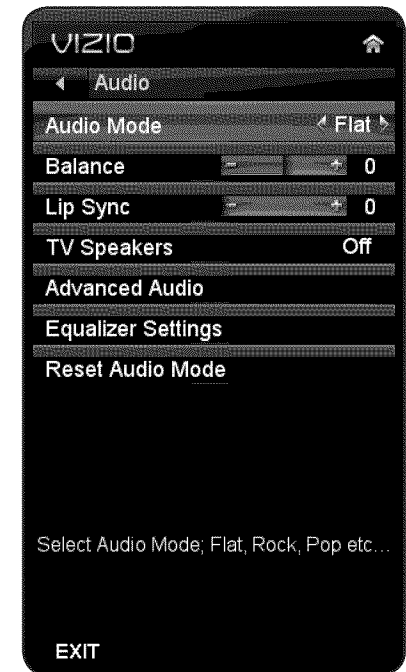 VIZIO
Audio
Audio Mode Flat
Balance - + 0
Lip Sync - + 0
TV Speakers Off
Advanced Audio
Equalizer Settings
Reset Audio Mode
Select Audio Mode; Flat, Rock, Pop etc...
EXIT